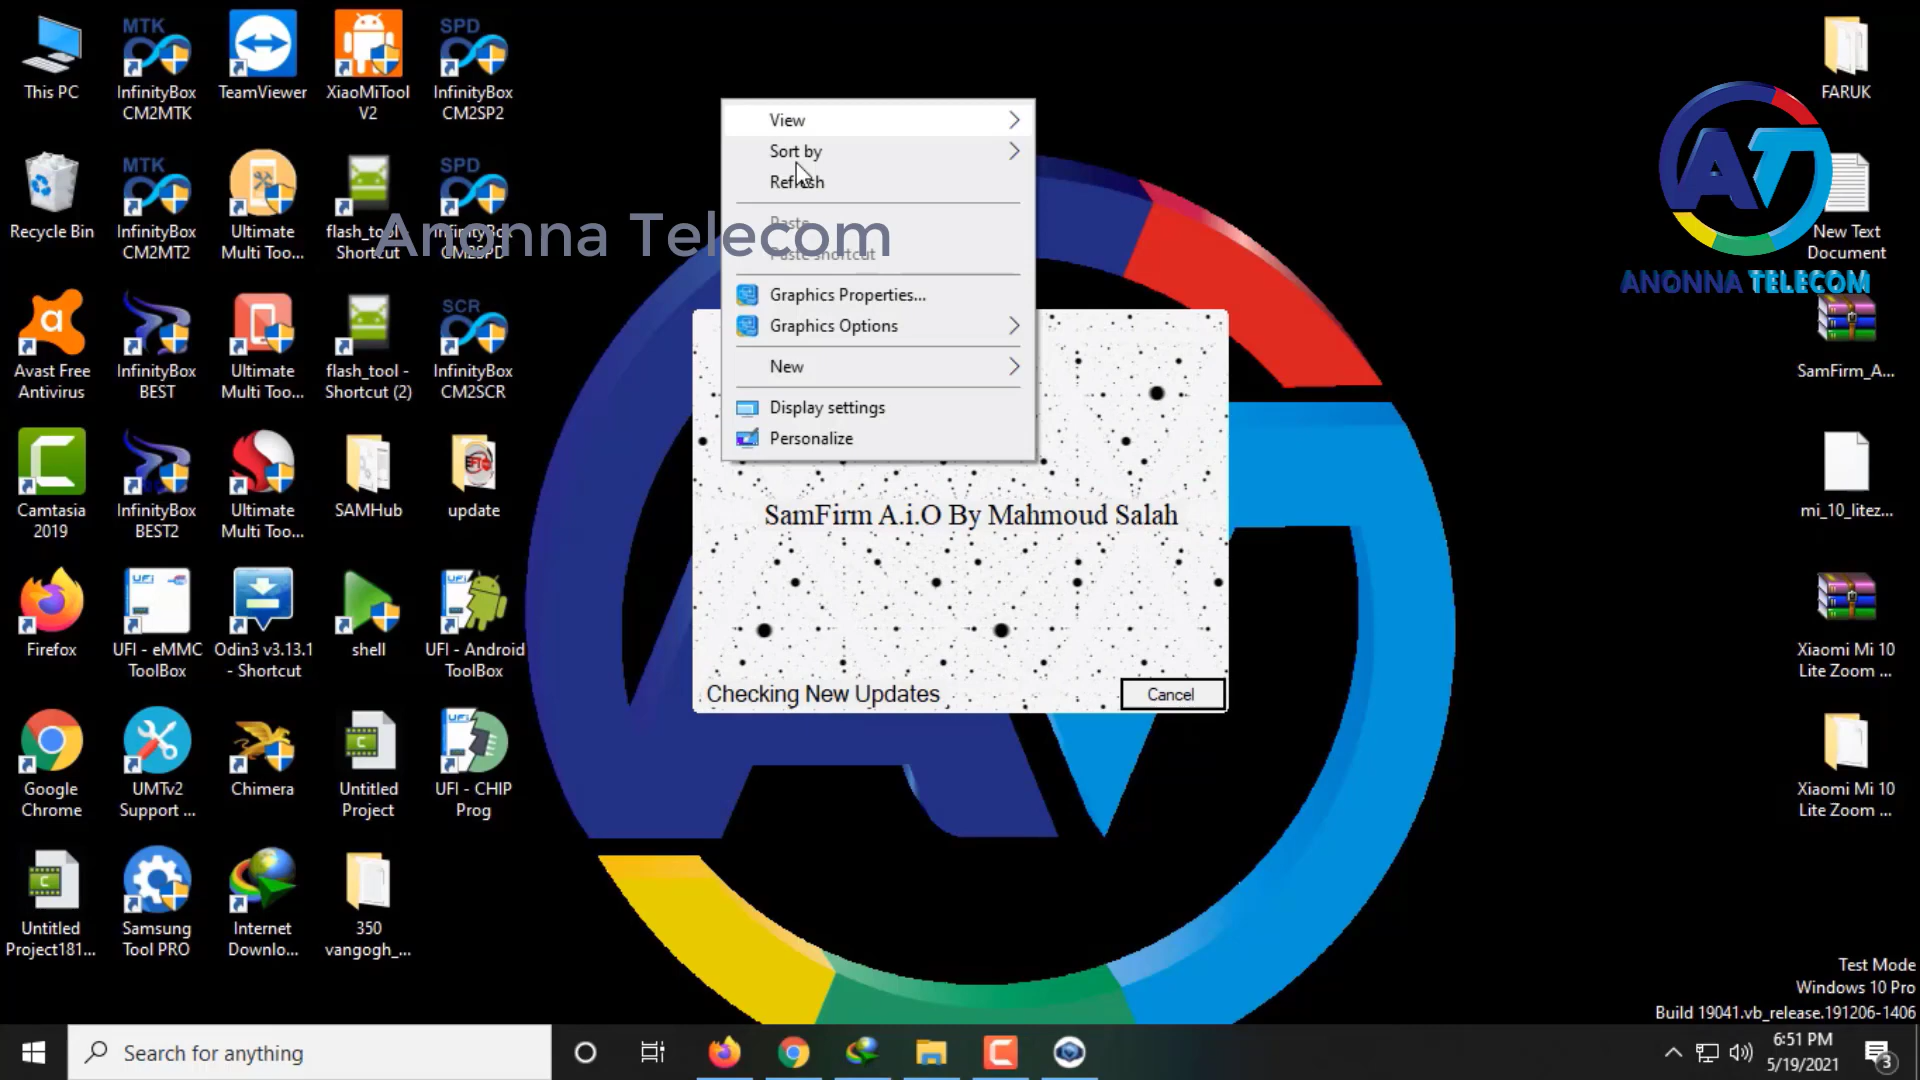 This PC
InfinityBox
CM2MTK
TeamViewer
XiaoMiTool
V2
InfinityBox
CM2SP2
Recycle Bin
InfinityBox
CM2MT2
Ultimate
Multi Too...
flash_tool -
Shortcut
InfinityBox
CM2SPD
Avast Free
Antivirus
InfinityBox
BEST
Ultimate
Multi Too...
flash_tool -
Shortcut (2)
InfinityBox
CM2SCR
Camtasia
2019
InfinityBox
BEST2
Ultimate
Multi Too...
SAMHub
update
Firefox
UFI - eMMC
ToolBox
Odin3 v3.13.1
- Shortcut
shell
UFI - Android
ToolBox
Google
Chrome
UMTv2
Support ...
Chimera
Untitled
Project
UFI - CHIP
Prog
Untitled
Project181...
Samsung
Tool PRO
Internet
Downlo...
350
vangogh_...
MTK
SPD
MTK
SPD
SCR
UFi
UFi
UFi
View
Sort by
Refresh
Paste
Paste shortcut
Graphics Properties...
Graphics Options
New
Display settings
Personalize
Anonna Telecom
SamFirm A.i.O By Mahmoud Salah
Checking New Updates
Cancel
FARUK
New Text
Document
AT
ANONNA TELECOM
SamFirm_A...
mi_10_litez...
Xiaomi Mi 10
Lite Zoom ...
Xiaomi Mi 10
Lite Zoom ...
Test Mode
Windows 10 Pro
Build 19041.vb_release.191206-1406
Search for anything
6:51 PM
5/19/2021
3